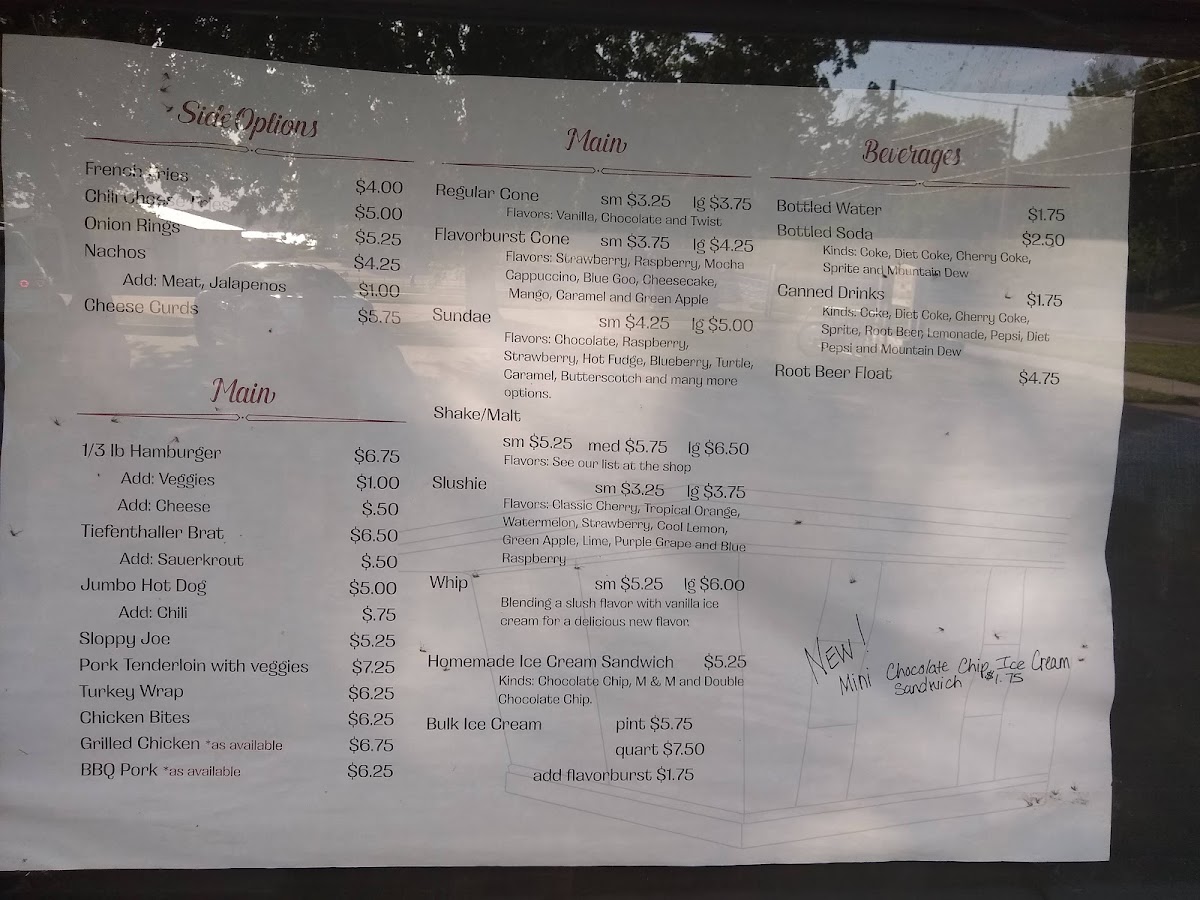 Side Options
French Fries $4.00
Chili Cheese $5.00
Onion Rings $5.25
Nachos $4.25
Add: Meat, Jalapenos $1.00
Cheese Curds $5.75
Main
1/3 lb Hamburger $6.75
Add: Veggies $1.00
Add: Cheese $.50
Tiefenthaller Brat $6.50
Add: Sauerkrout $.50
Jumbo Hot Dog $5.00
Add: Chili $.75
Sloppy Joe $5.25
Pork Tenderloin with veggies $7.25
Turkey Wrap $6.25
Chicken Bites $6.25
Grilled Chicken *as available $6.75
BBQ Pork *as available $6.25
Main
Regular Cone sm $3.25 lg $3.75
Flavors: Vanilla, Chocolate and Twist
Flavorburst Cone sm $3.75 lg $4.25
Flavors: Strawberry, Raspberry, Mocha
Cappuccino, Blue Goo, Cheesecake,
Mango, Caramel and Green Apple
Sundae sm $4.25 lg $5.00
Flavors: Chocolate, Raspberry,
Strawberry, Hot Fudge, Blueberry, Turtle,
Caramel, Butterscotch and many more
options.
Shake/Malt
sm $5.25 med $5.75 lg $6.50
Flavors: See our list at the shop
Slushie sm $3.25 lg $3.75
Flavors: Classic Cherry, Tropical Orange,
Watermelon, Strawberry, Cool Lemon,
Green Apple, Lime, Purple Grape and Blue
Raspberry
Whip sm $5.25 lg $6.00
Blending a slush flavor with vanilla ice
cream for a delicious new flavor.
Homemade Ice Cream Sandwich $5.25
Kinds: Chocolate Chip, M & M and Double
Chocolate Chip.
Bulk Ice Cream pint $5.75
quart $7.50
add flavorburst $1.75
Beverages
Bottled Water $1.75
Bottled Soda $2.50
Kinds: Coke, Diet Coke, Cherry Coke,
Sprite and Mountain Dew
Canned Drinks $1.75
Kinds: Coke, Diet Coke, Cherry Coke,
Sprite, Root Beer, Lemonade, Pepsi, Diet
Pepsi and Mountain Dew
Root Beer Float $4.75
NEW!
Mini Chocolate Chip Ice Cream
Sandwich $1.75